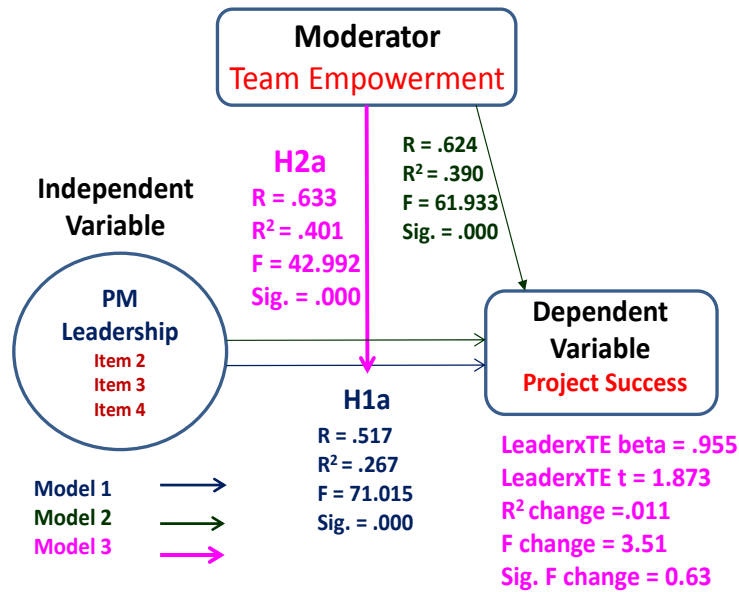 Moderator
Team Empowerment
Independent
Variable
PM
Leadership
Item 2
Item 3
Item 4
H2a
R = .633
R² = .401
F = 42.992
Sig. = .000
R = .624
R² = .390
F = 61.933
Sig. = .000
Dependent
Variable
Project Success
H1a
R = .517
R² = .267
F = 71.015
Sig. = .000
Model 1
Model 2
Model 3
LeaderxTE beta = .955
LeaderxTE t = 1.873
R² change =.011
F change = 3.51
Sig. F change = 0.63